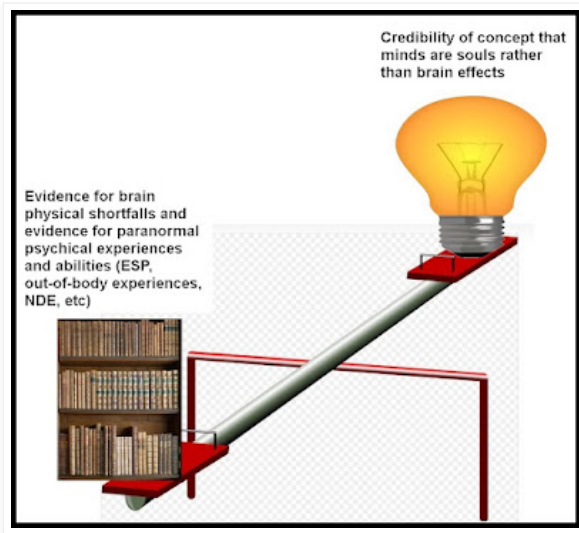 Credibility of concept that
minds are souls rather
than brain effects
Evidence for brain
physical shortfalls and
evidence for paranormal
psychical experiences
and abilities (ESP,
out-of-body experiences,
NDE, etc)